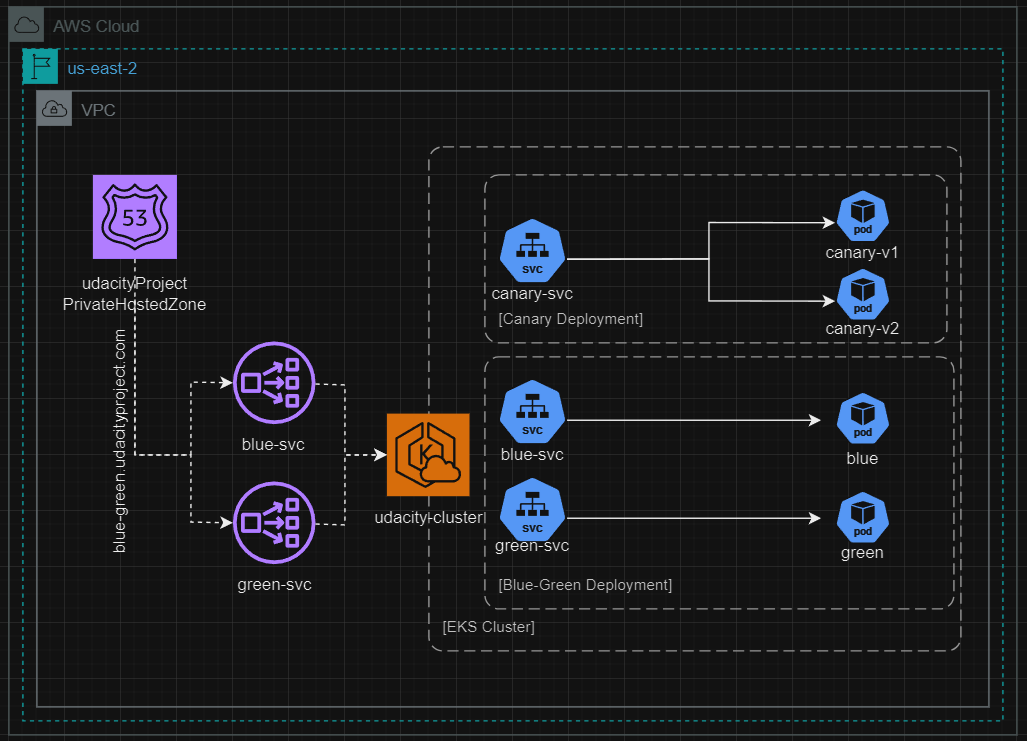 AWS Cloud
us-east-2
VPC
53
udacityProject
PrivateHostedZone
blue-green.udacityproject.com
blue-svc
green-svc
K
udacity-cluster
svc
canary-svc
[Canary Deployment]
pod
canary-v1
pod
canary-v2
svc
blue-svc
pod
blue
svc
green-svc
pod
green
[Blue-Green Deployment]
[EKS Cluster]